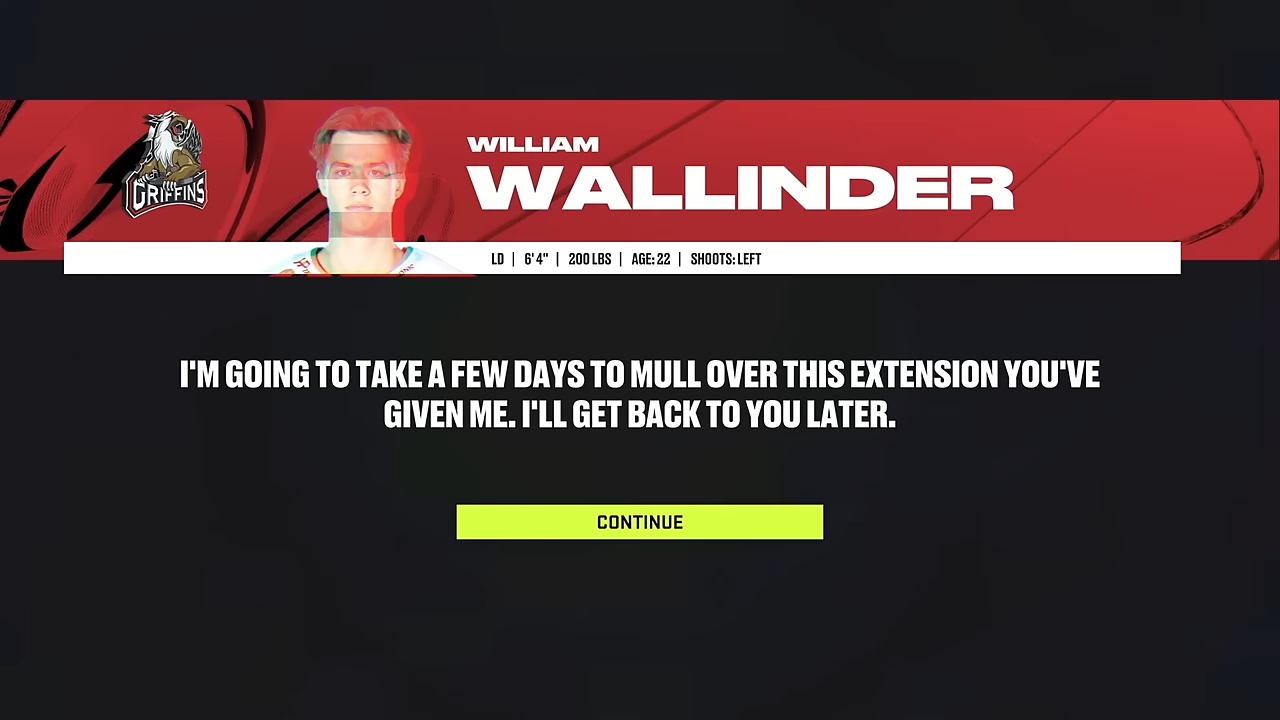 GRIFFINS
WILLIAM
WALLINDER
LD | 6' 4" | 200 LBS | AGE: 22 | SHOOTS: LEFT
I'M GOING TO TAKE A FEW DAYS TO MULL OVER THIS EXTENSION YOU'VE
GIVEN ME. I'LL GET BACK TO YOU LATER.
CONTINUE